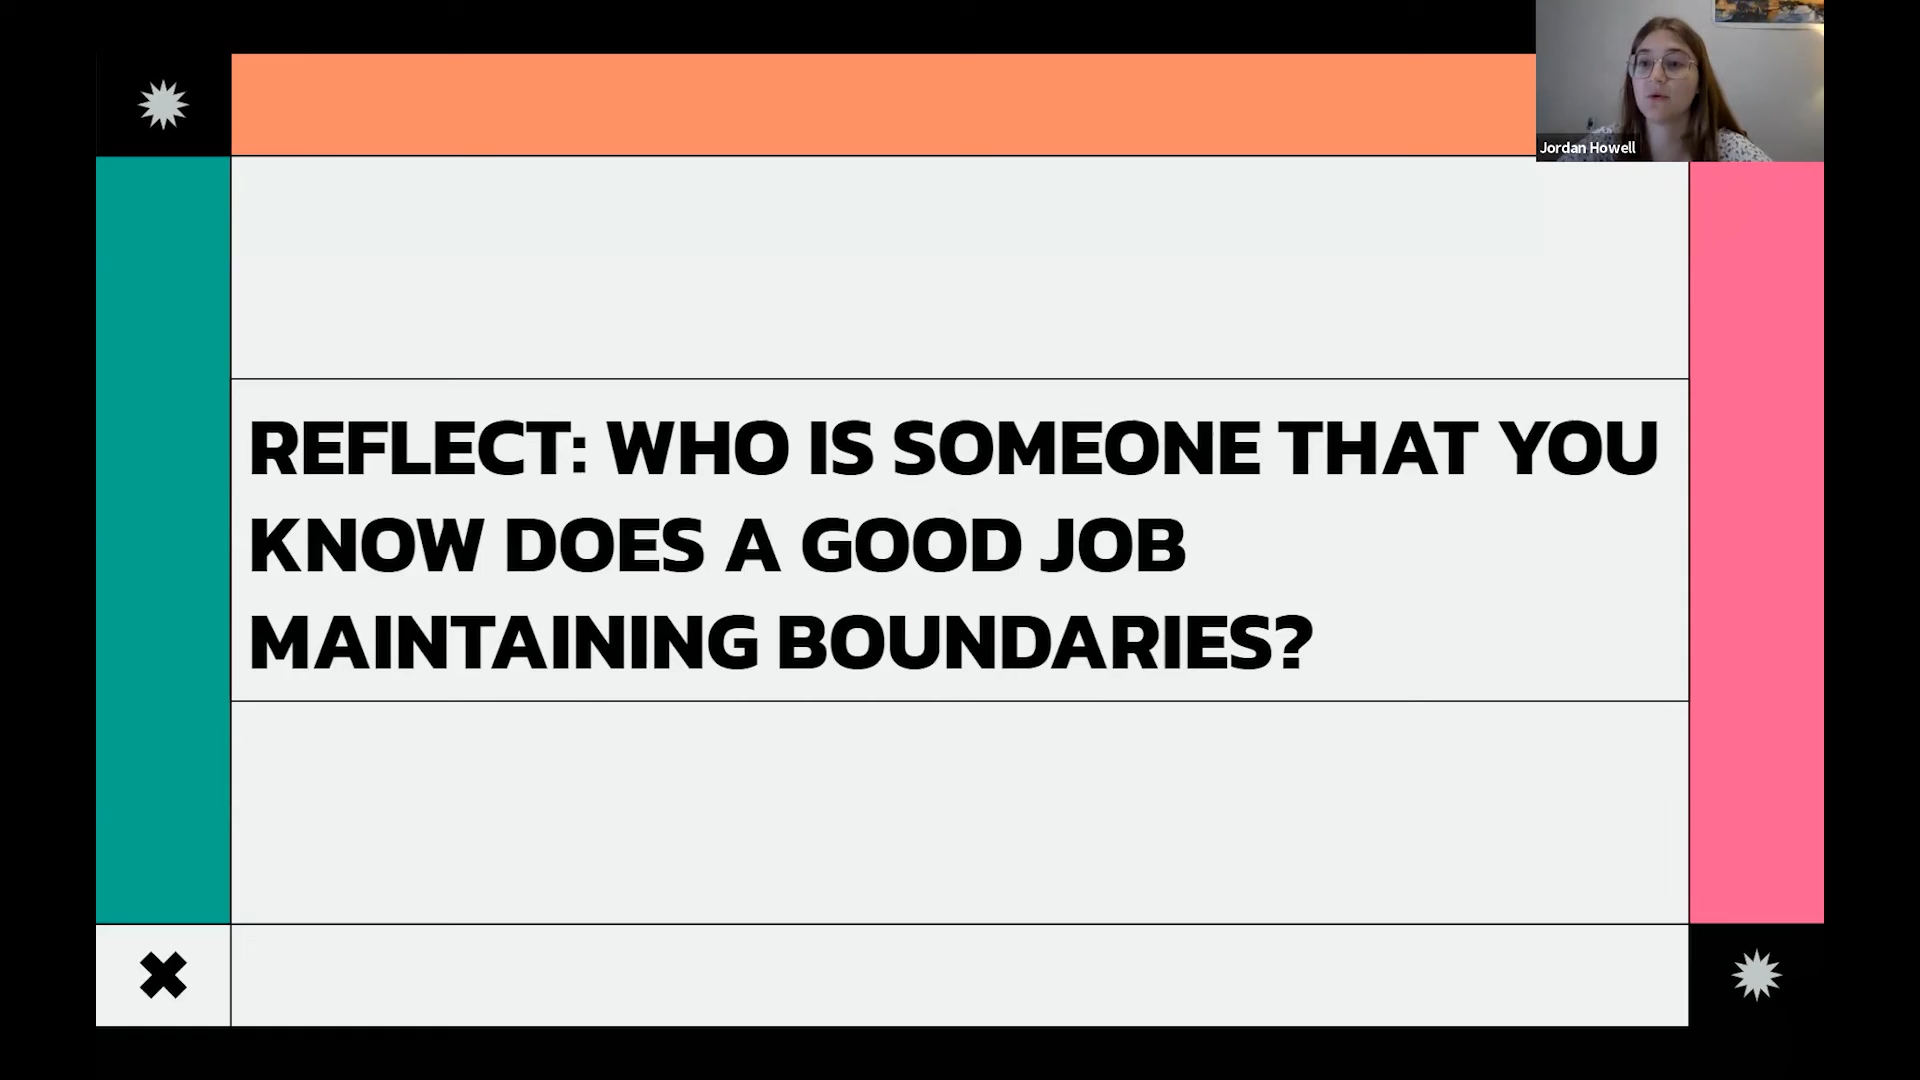 Jordan Howell
REFLECT: WHO IS SOMEONE THAT YOU
KNOW DOES A GOOD JOB
MAINTAINING BOUNDARIES?